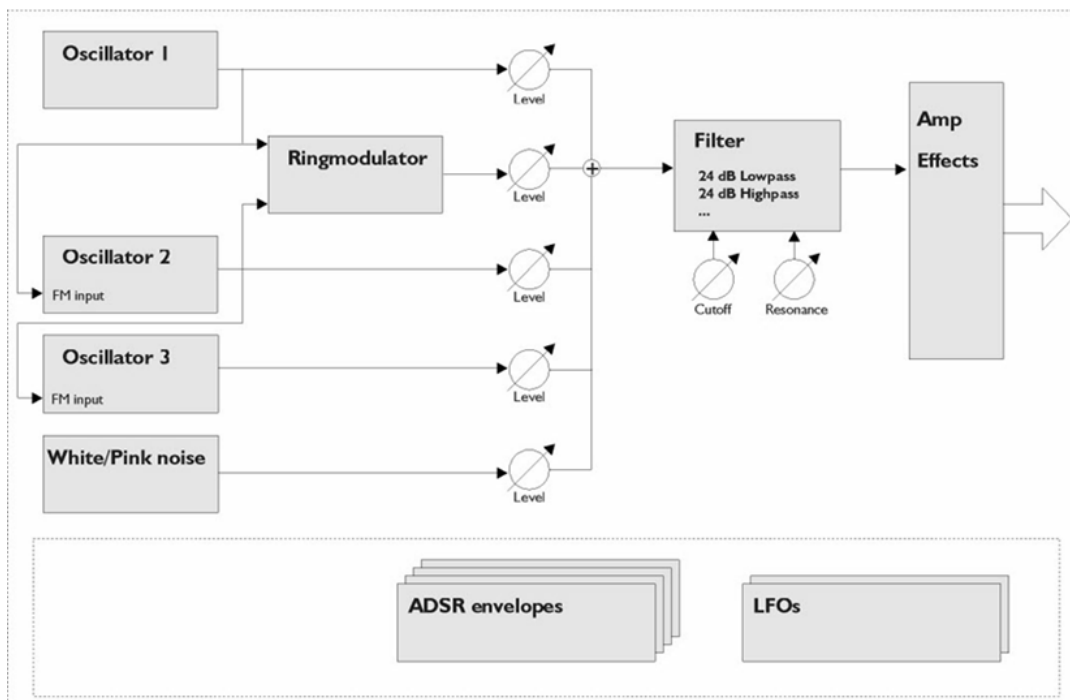 Oscillator 1
Level
Ringmodulator
Level
Oscillator 2
FM input
Level
Oscillator 3
FM input
Level
White/Pink noise
Level
Filter
24 dB Lowpass
24 dB Highpass
...
Cutoff
Resonance
Amp
Effects
ADSR envelopes
LFOs